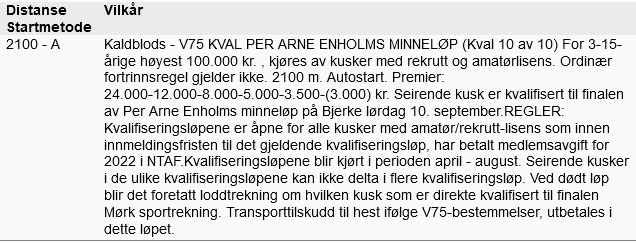 Distanse Vilkår
Startmetode
2100 - A Kaldblods - V75 KVAL PER ARNE ENHOLMS MINNELØP (Kval 10 av 10) For 3-15-
årige høyest 100.000 kr. , kjøres av kusker med rekrutt og amatørlisens. Ordinær
fortrinnsregel gjelder ikke. 2100 m. Autostart. Premier:
24.000-12.000-8.000-5.000-3.500-(3.000) kr. Seirende kusk er kvalifisert til finalen
av Per Arne Enholms minneløp på Bjerke lørdag 10. september.REGLER:
Kvalifiseringsløpene er åpne for alle kusker med amatør/rekrutt-lisens som innen
innmeldingsfristen til det gjeldende kvalifiseringsløp, har betalt medlemsavgift for
2022 i NTAF.Kvalifiseringsløpene blir kjørt i perioden april - august. Seirende kusker
i de ulike kvalifiseringsløpene kan ikke delta i flere kvalifiseringsløp. Ved dødt løp
blir det foretatt loddtrekning om hvilken kusk som er direkte kvalifisert til finalen
Mørk sportrekning. Transporttilskudd til hest ifølge V75-bestemmelser, utbetales i
dette løpet.